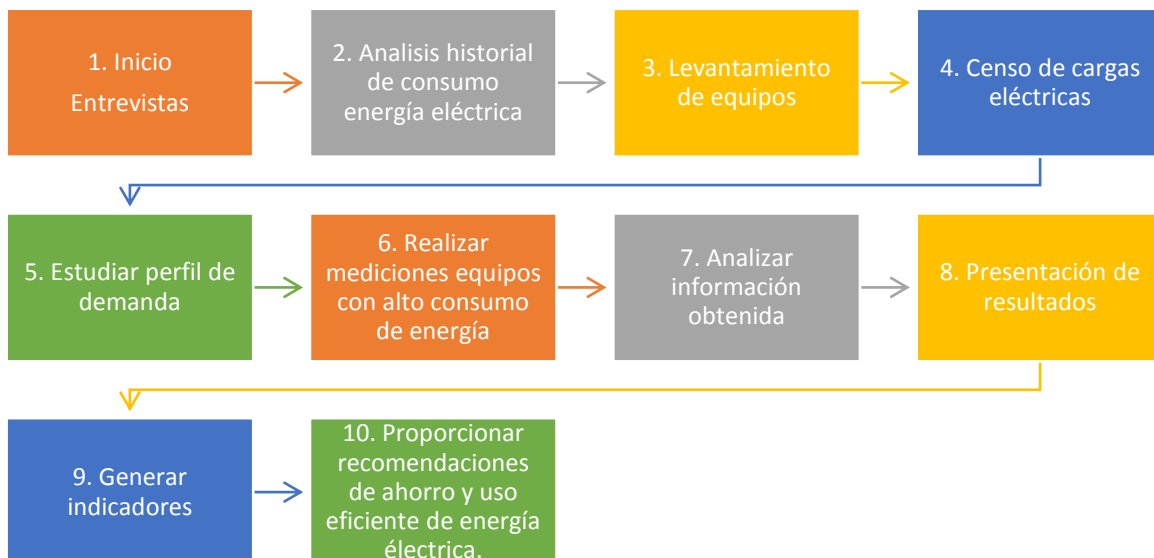 1. Inicio
Entrevistas
2. Analisis historial
de consumo
energía eléctrica
3. Levantamiento
de equipos
4. Censo de cargas
eléctricas
5. Estudiar perfil de
demanda
6. Realizar
mediciones equipos
con alto consumo
de energía
7. Analizar
información
obtenida
8. Presentación de
resultados
9. Generar
indicadores
10. Proporcionar
recomendaciones
de ahorro y uso
eficiente de energía
électrica.